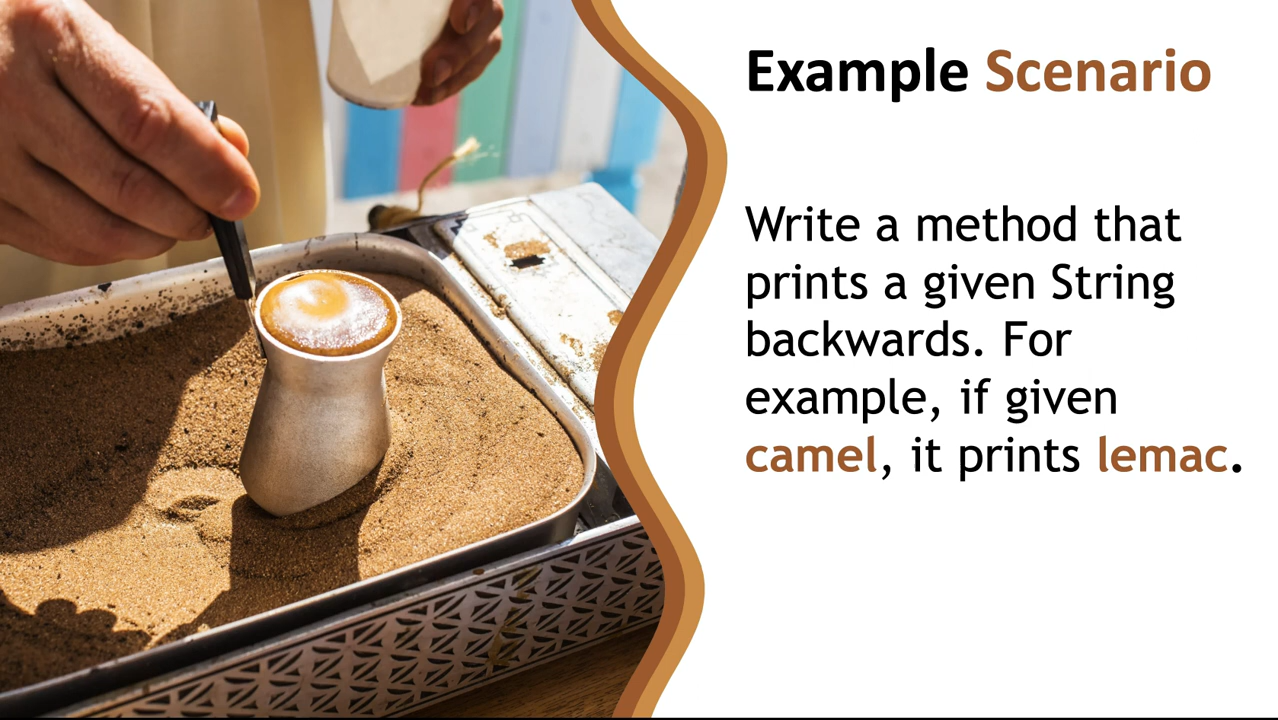 Example Scenario
Write a method that
prints a given String
backwards. For
example, if given
camel, it prints lemac.